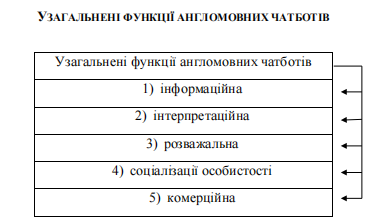 УЗАГАЛЬНЕНІ ФУНКЦІЇ АНГЛОМОВНИХ ЧАТБОТІВ
Узагальнені функції англомовних чатботів
1) інформаційна
2) інтерпретаційна
3) розважальна
4) соціалізації особистості
5) комерційна